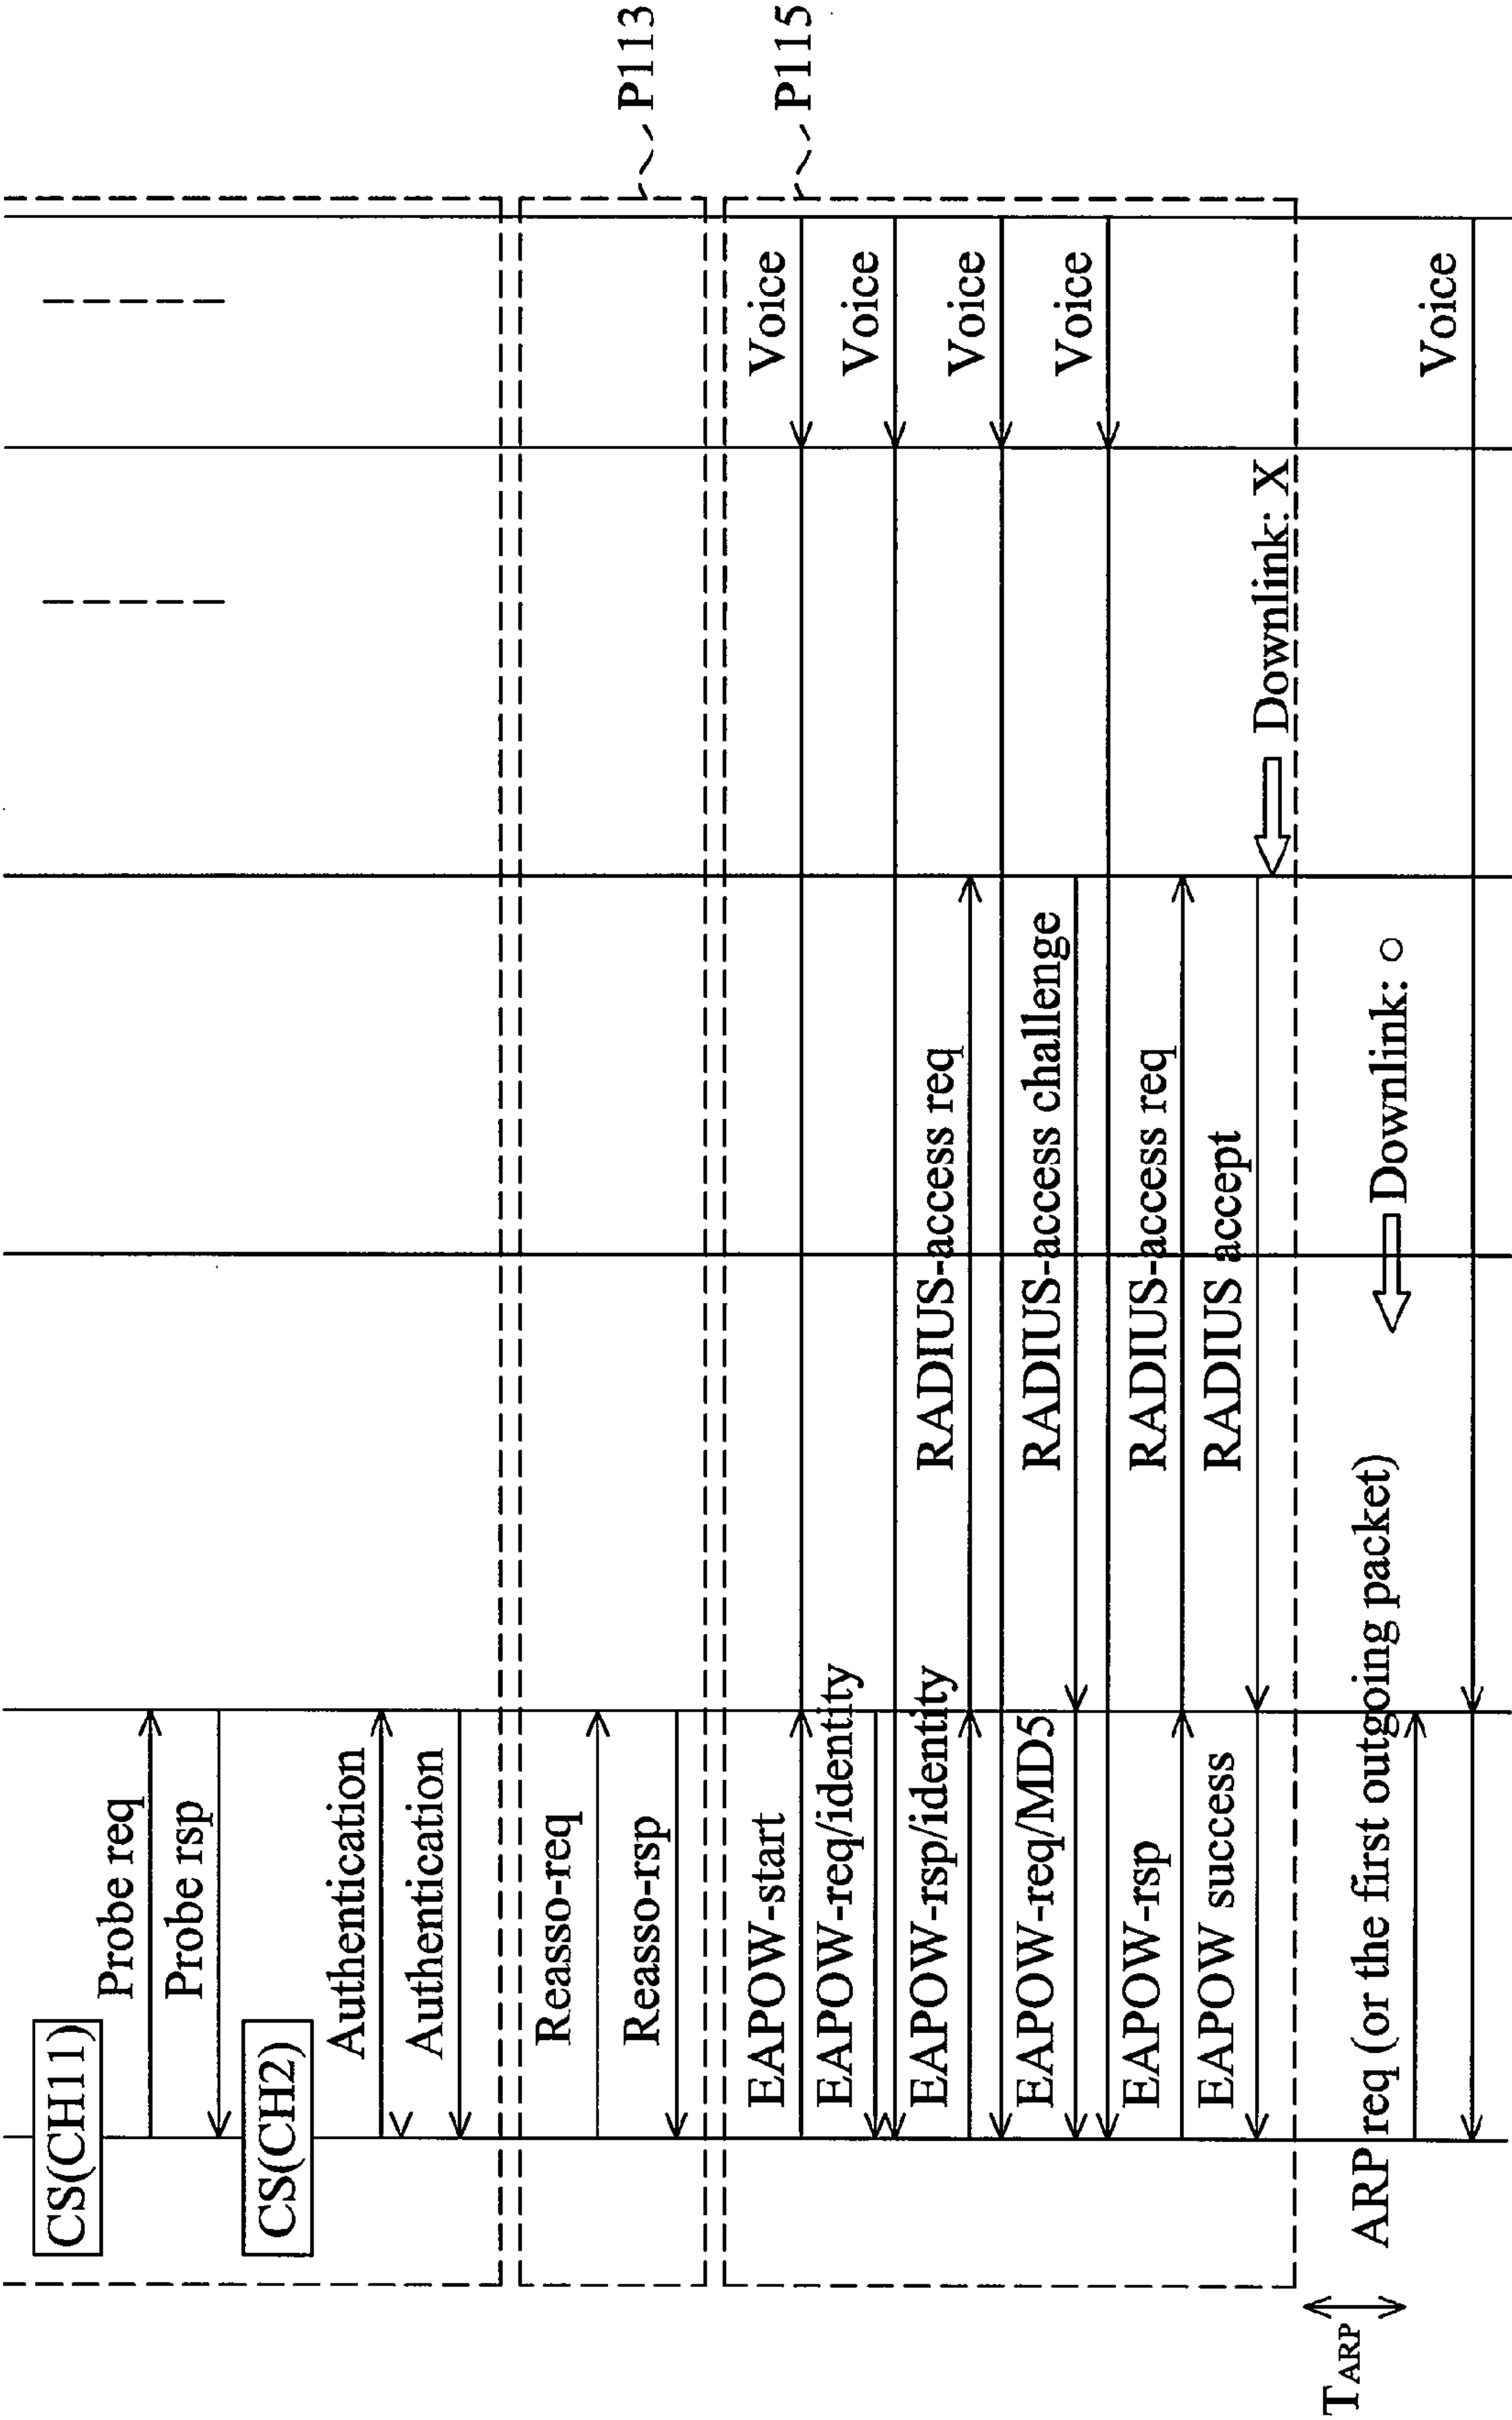 CS(CH11)
Probe req
Probe rsp
CS(CH2)
Authentication
Authentication
Reasso-req
Reasso-rsp
P113
P115
EAPOW-start
Voice
EAPOW-req/identity
Voice
EAPOW-rsp/identity
RADIUS-access req
Voice
EAPOW-req/MD5
RADIUS-access challenge
Voice
EAPOW-rsp
RADIUS-access req
EAPOW success
RADIUS accept
Downlink: X
TARP
ARP req (or the first outgoing packet)
Downlink: ○
Voice